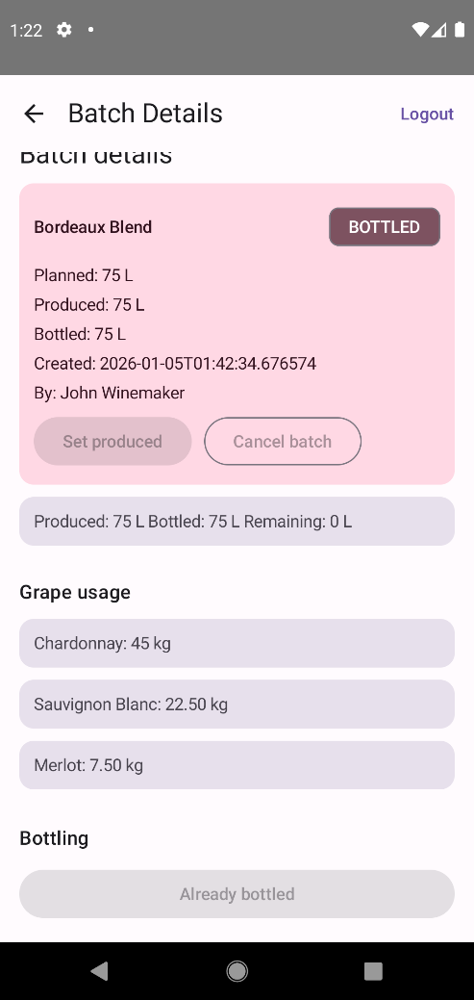 1:22
Batch Details
Logout
Batch details
Bordeaux Blend
BOTTLED
Planned: 75 L
Produced: 75 L
Bottled: 75 L
Created: 2026-01-05T01:42:34.676574
By: John Winemaker
Set produced
Cancel batch
Produced: 75 L Bottled: 75 L Remaining: 0 L
Grape usage
Chardonnay: 45 kg
Sauvignon Blanc: 22.50 kg
Merlot: 7.50 kg
Bottling
Already bottled